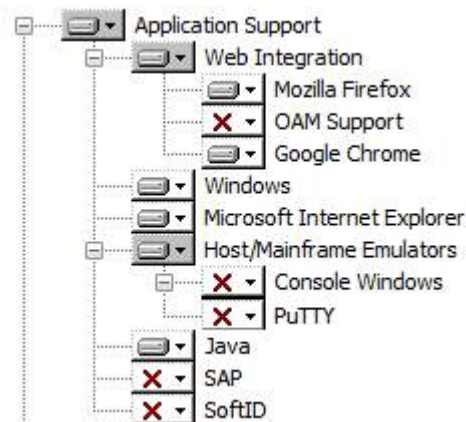 Application Support
Web Integration
Mozilla Firefox
OAM Support
Google Chrome
Windows
Microsoft Internet Explorer
Host/Mainframe Emulators
Console Windows
PuTTY
Java
SAP
SoftID